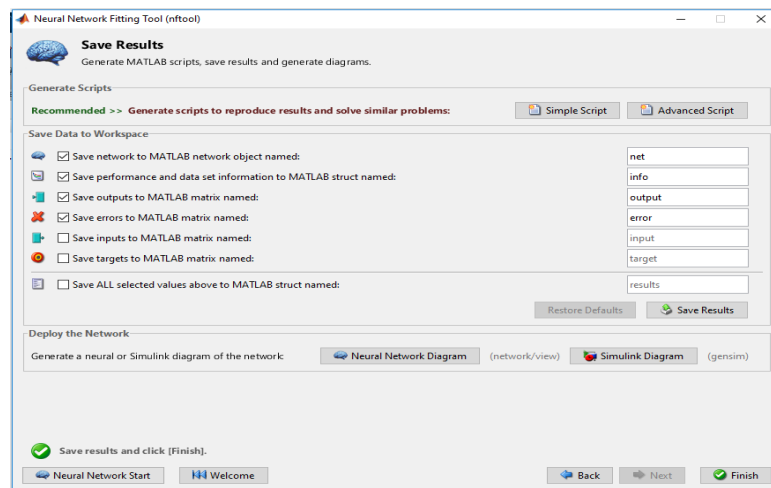 Neural Network Fitting Tool (nftool)
Save Results
Generate MATLAB scripts, save results and generate diagrams.
Generate Scripts
Recommended >> Generate scripts to reproduce results and solve similar problems:
Simple Script
Advanced Script
Save Data to Workspace
Save network to MATLAB network object named:
net
Save performance and data set information to MATLAB struct named:
info
Save outputs to MATLAB matrix named:
output
Save errors to MATLAB matrix named:
error
Save inputs to MATLAB matrix named:
input
Save targets to MATLAB matrix named:
target
Save ALL selected values above to MATLAB struct named:
results
Restore Defaults
Save Results
Deploy the Network
Generate a neural or Simulink diagram of the network:
Neural Network Diagram
(network/view)
Simulink Diagram
(gensim)
Save results and click [Finish].
Neural Network Start
Welcome
Back
Next
Finish